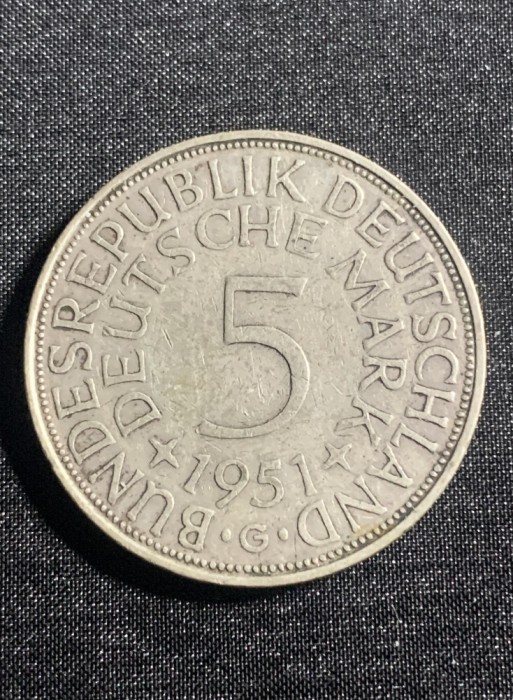 BUNDESREPUBLIK DEUTSCHLAND
DEUTSCHE MARK
5
1951
· G ·